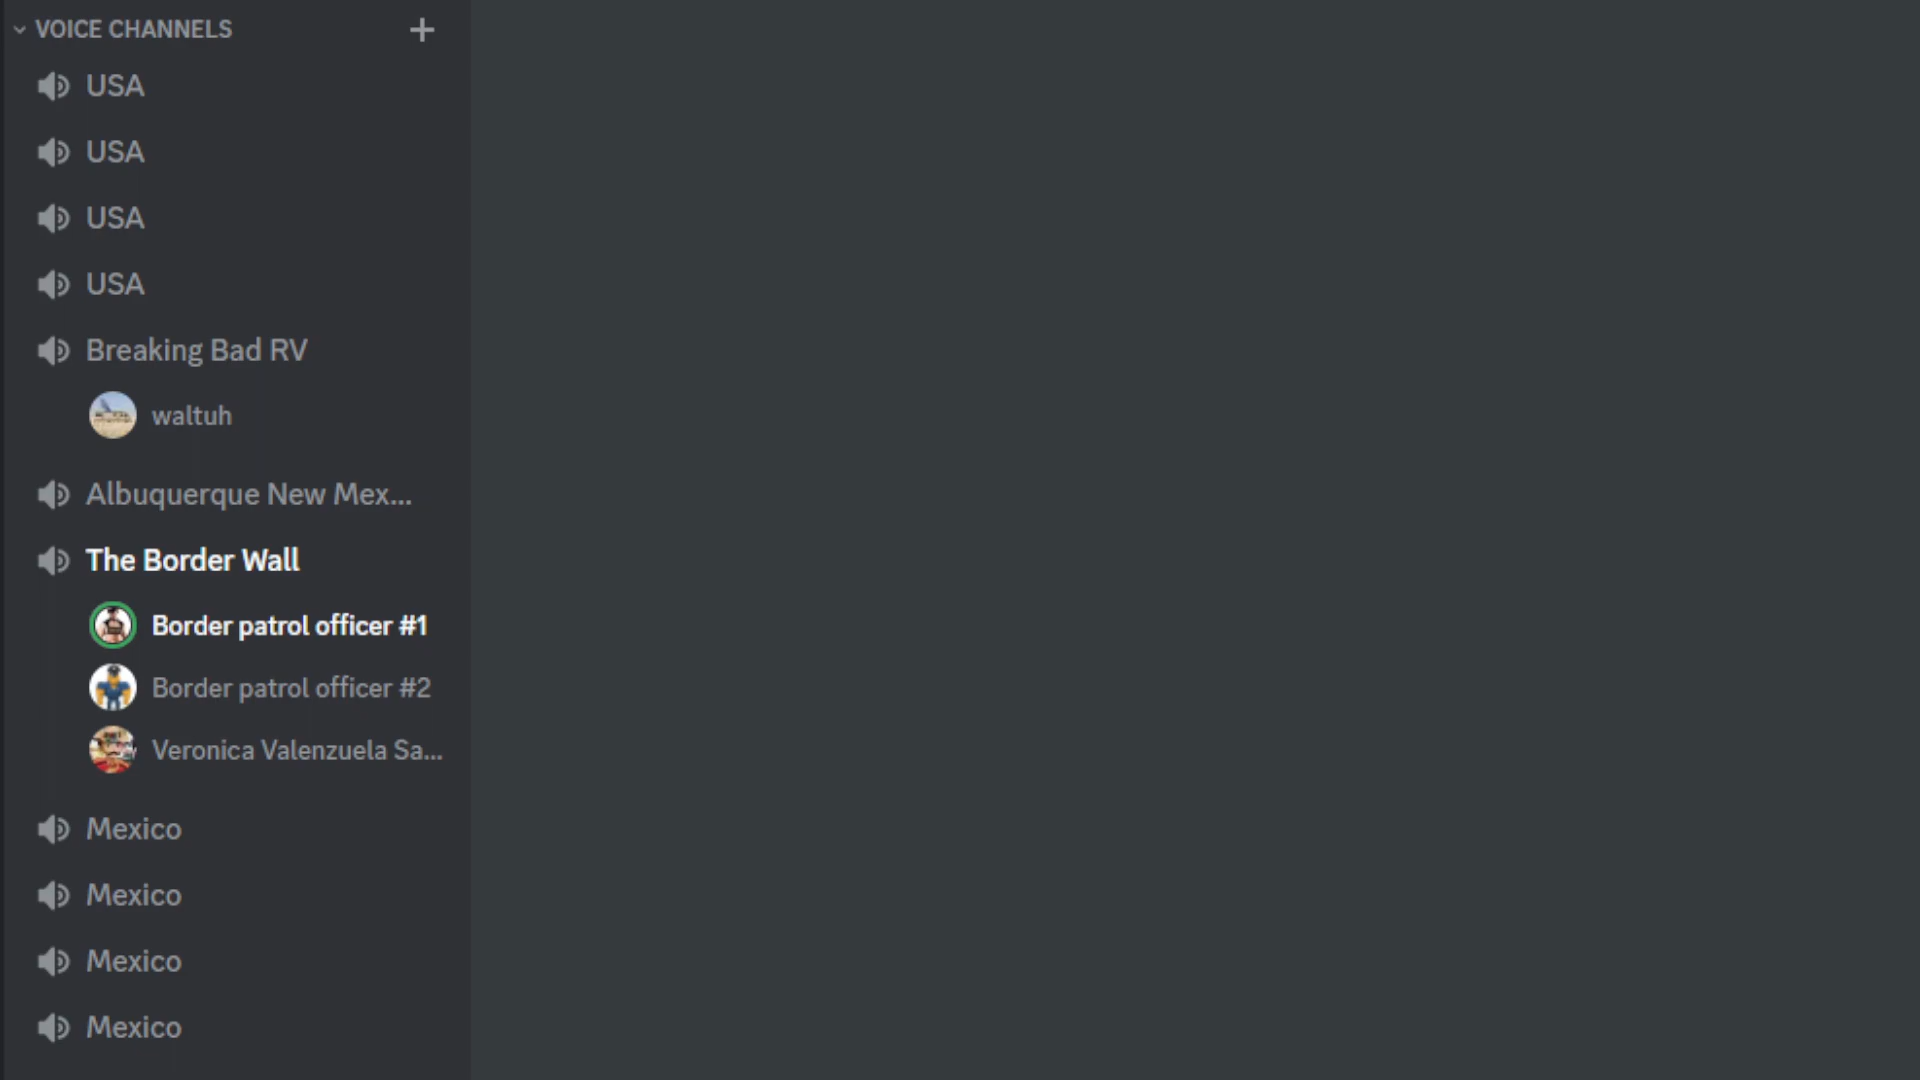 VOICE CHANNELS
USA
USA
USA
USA
Breaking Bad RV
waltuh
Albuquerque New Mex...
The Border Wall
Border patrol officer #1
Border patrol officer #2
Veronica Valenzuela Sa...
Mexico
Mexico
Mexico
Mexico